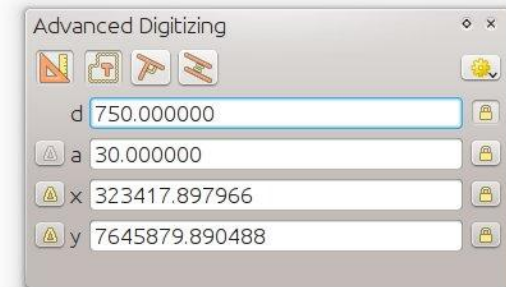 Advanced Digitizing
d 750.000000
a 30.000000
x 323417.897966
y 7645879.890488